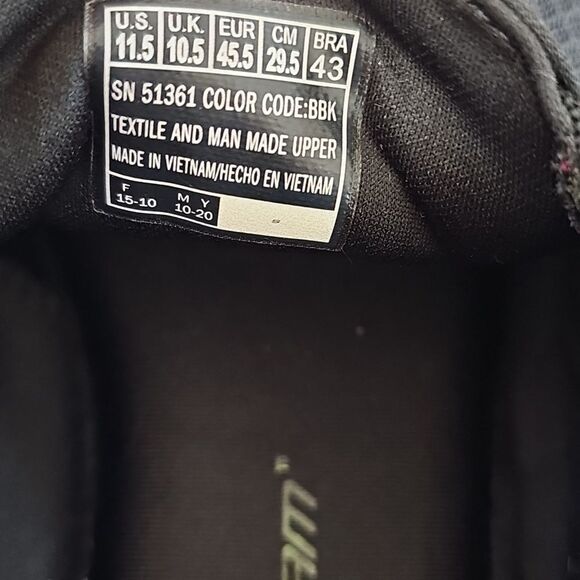 U.S. U.K. EUR CM BRA
11.5 10.5 45.5 29.5 43
SN 51361 COLOR CODE:BBK
TEXTILE AND MAN MADE UPPER
MADE IN VIETNAM/HECHO EN VIETNAM
F M Y
15-10 10-20